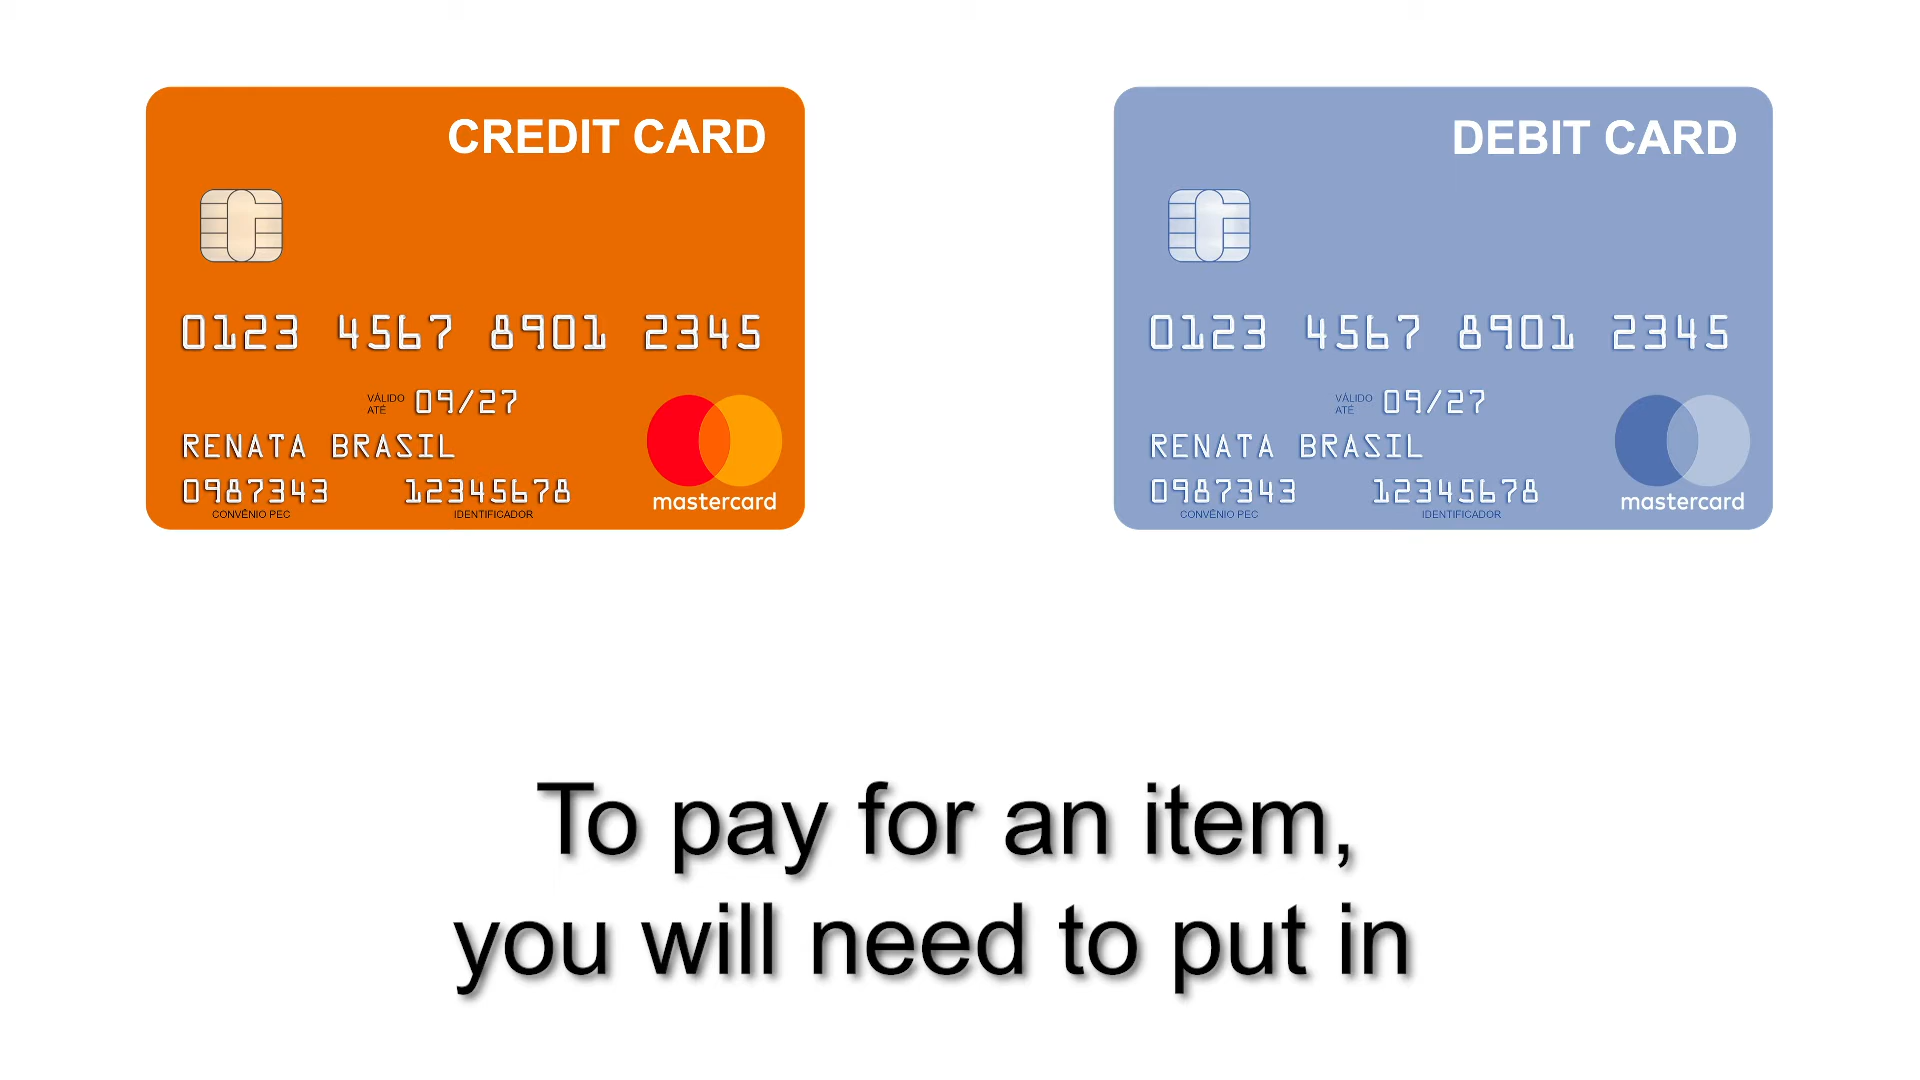 CREDIT CARD
0123 4567 8901 2345
VÁLIDO
ATÉ
09/27
RENATA BRASIL
0987343 12345678
CONVÊNIO PEC IDENTIFICADOR
mastercard
DEBIT CARD
0123 4567 8901 2345
VÁLIDO
ATÉ
09/27
RENATA BRASIL
0987343 12345678
CONVÊNIO PEC IDENTIFICADOR
mastercard
To pay for an item,
you will need to put in